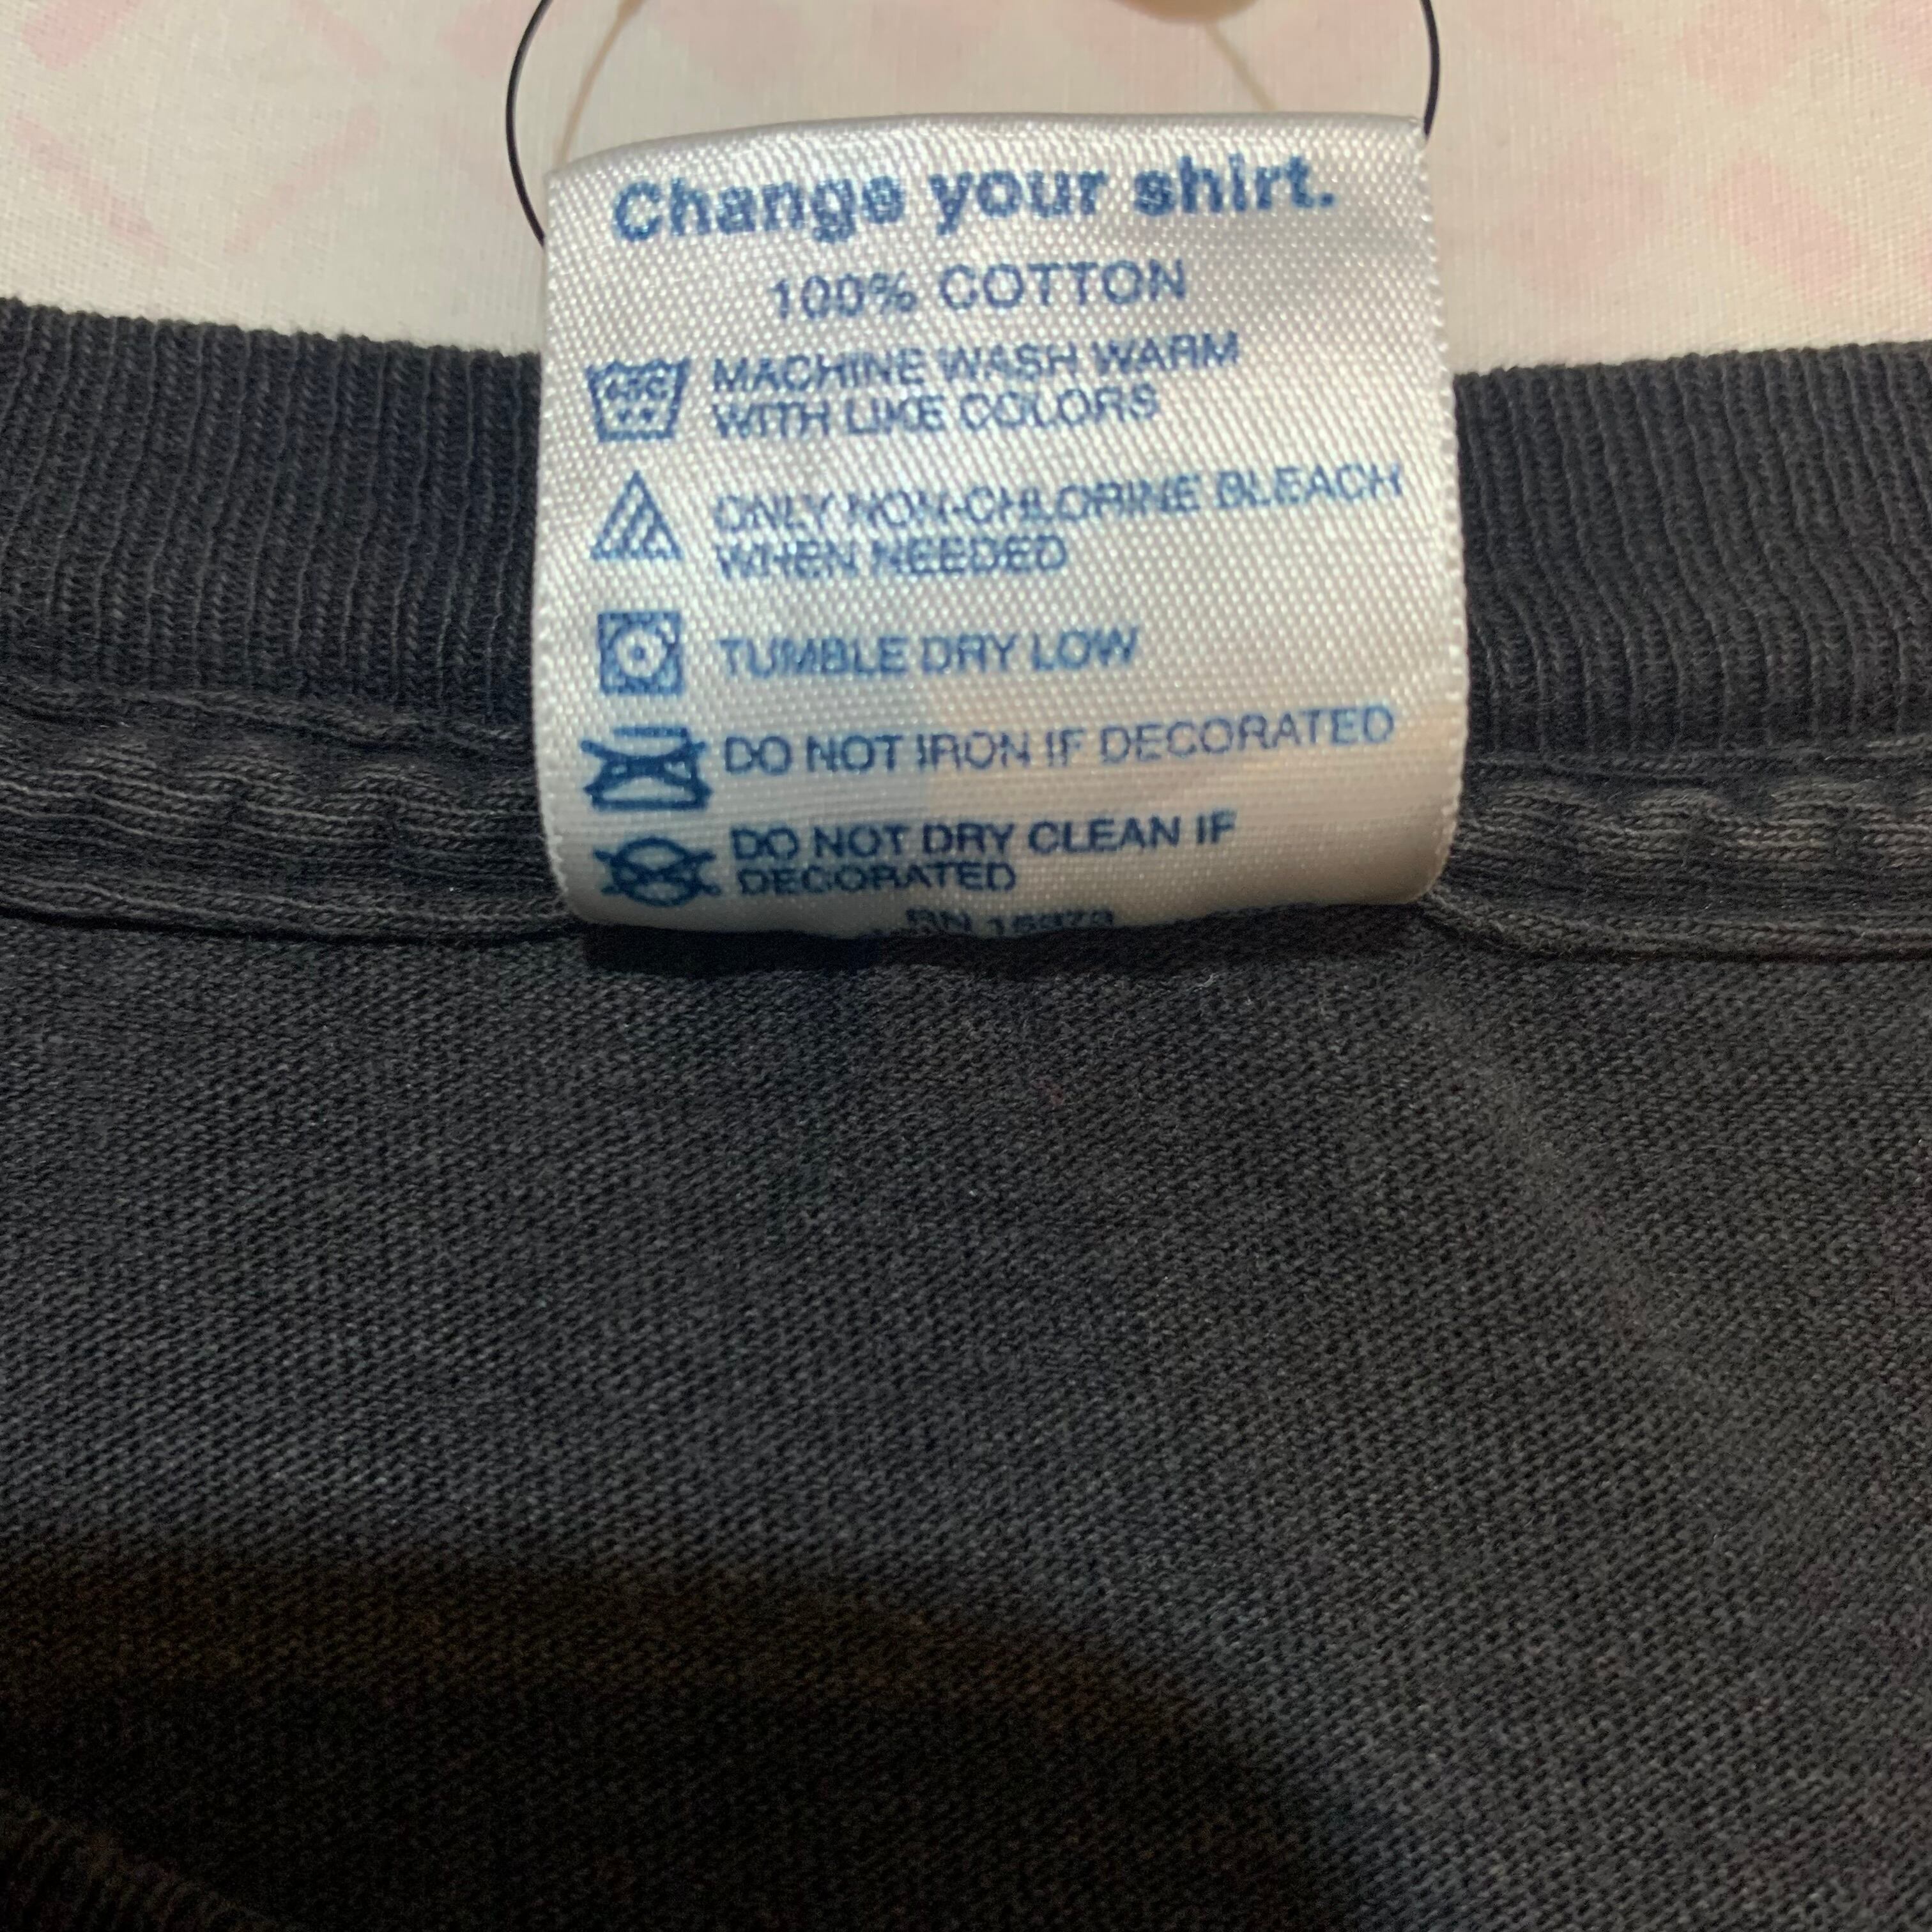 Change your shirt.
100% COTTON
MACHINE WASH WARM
WITH LIKE COLORS
ONLY NON-CHLORINE BLEACH
WHEN NEEDED
TUMBLE DRY LOW
DO NOT IRON IF DECORATED
DO NOT DRY CLEAN IF
DECORATED
RN